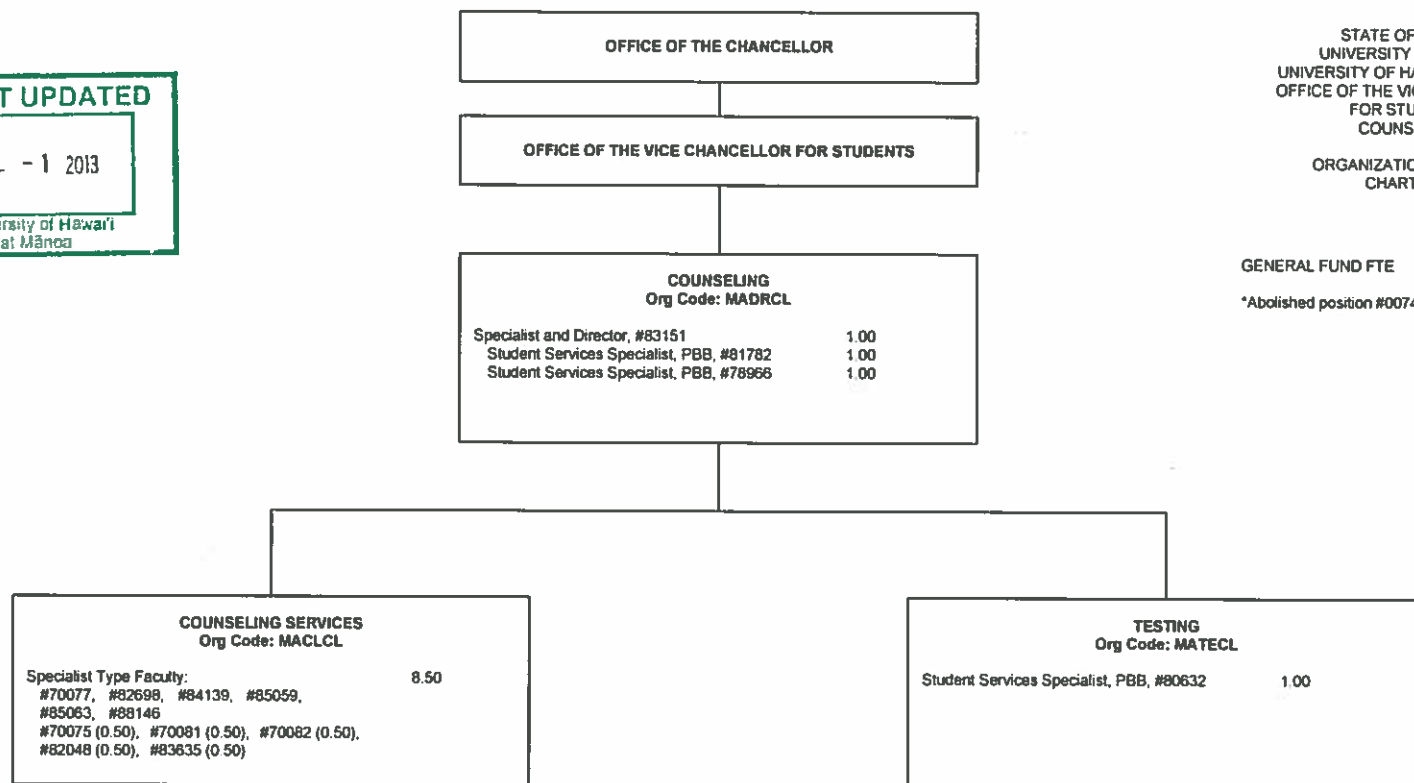 OFFICE OF THE CHANCELLOR
OFFICE OF THE VICE CHANCELLOR FOR STUDENTS
T UPDATED
- 1 2013
of Hawai'i
at Mānoa
STATE OF
UNIVERSITY
UNIVERSITY OF
OFFICE OF THE
FOR
ORGANIZATIO
CHART
GENERAL FUND FTE
*Abolished position #0074
COUNSELING
Org Code: MADRCL
Specialist and Director, #83151 1.00
Student Services Specialist, PBB, #81782 1.00
Student Services Specialist, PBB, #78966 1.00
COUNSELING SERVICES
Org Code: MACLCL
Specialist Type Faculty: 8.50
#70077, #82698, #84139, #85059,
#85063, #88146
#70075 (0.50), #70081 (0.50), #70082 (0.50),
#82048 (0.50), #83635 (0.50)
TESTING
Org Code: MATECL
Student Services Specialist, PBB, #80632 1.00